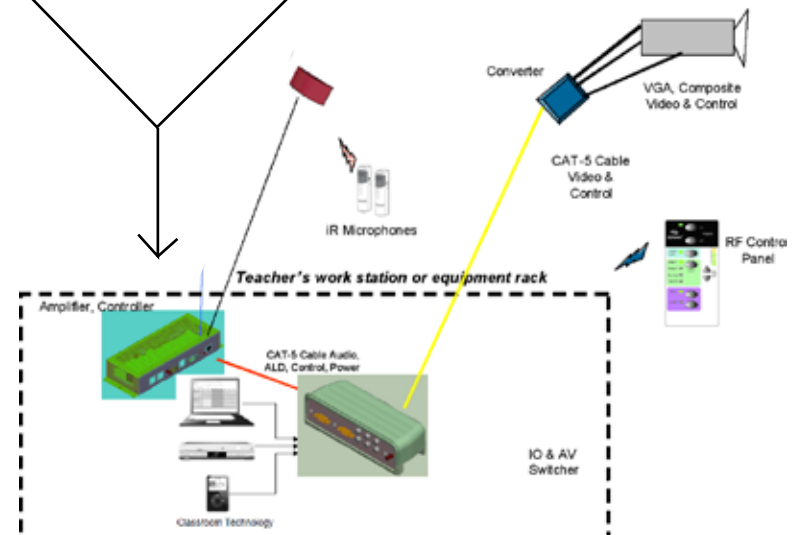 Converter
VGA, Composite
Video & Control
CAT-5 Cable
Video &
Control
iR Microphones
RF Control
Panel
Teacher's work station or equipment rack
Amplifier, Controller
CAT-5 Cable Audio,
ALD, Control, Power
IO & AV
Switcher
Classroom Technology